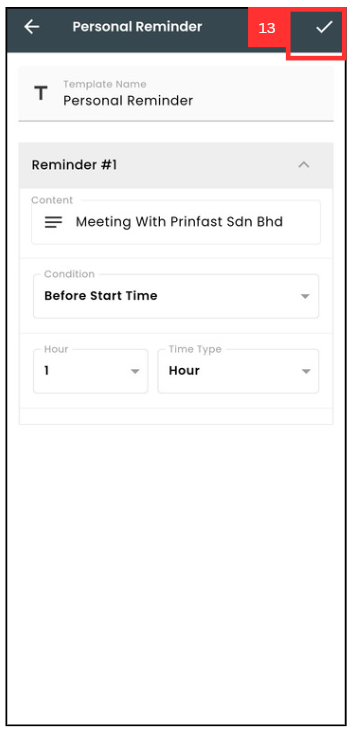 Personal Reminder 13
Template Name
T Personal Reminder
Reminder #1
Content
Meeting With Prinfast Sdn Bhd
Condition
Before Start Time
Hour Time Type
1 Hour